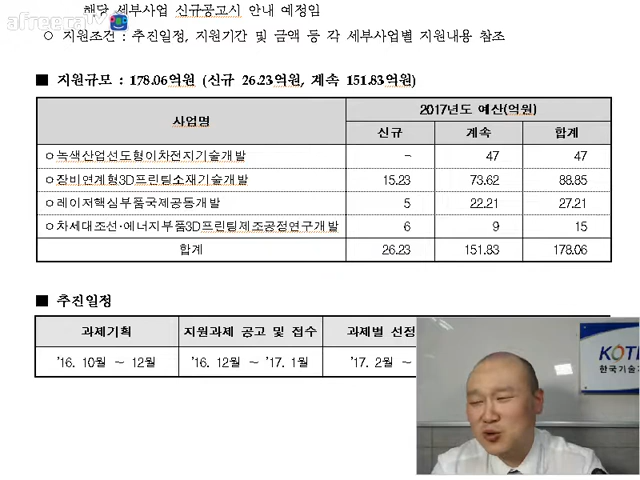 해당 세부사업 신규공고시 안내 예정임
afreecaTV
ㅇ 지원조건 : 추진일정, 지원기간 및 금액 등 각 세부사업별 지원내용 참조
■ 지원규모 : 178.06억원 (신규 26.23억원, 계속 151.83억원)
사업명 2017년도 예산(억원)
신규 계속 합계
ㅇ녹색산업선도형이차전지기술개발 - 47 47
ㅇ장비연계형3D프린팅소재기술개발 15.23 73.62 88.85
ㅇ레이저핵심부품국제공동개발 5 22.21 27.21
ㅇ차세대조선·에너지부품3D프린팅제조공정연구개발 6 9 15
합계 26.23 151.83 178.06
■ 추진일정
과제기획 지원과제 공고 및 접수 과제별 선정
'16. 10월 ~ 12월 '16. 12월 ~ '17. 1월 '17. 2월 ~
한국기술